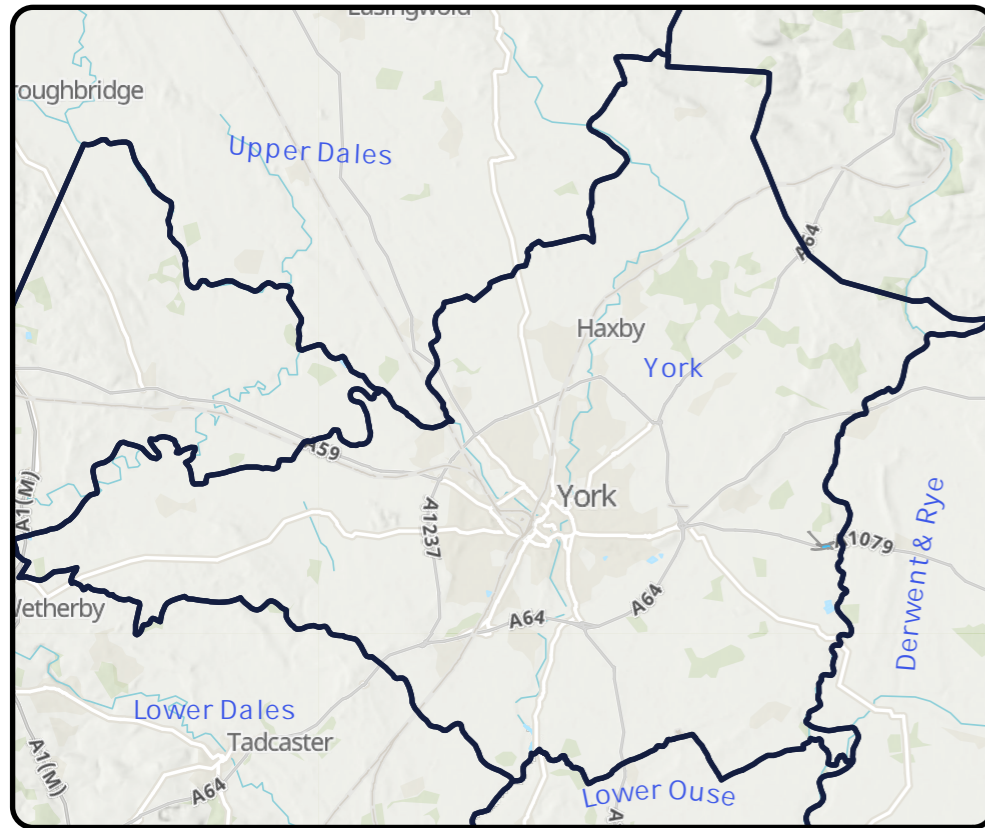 Easingwold
roughbridge
Upper Dales
A64
Haxby
York
A59
York
A1(M)
A1237
A1079
Derwent & Rye
Wetherby
A64
A64
Lower Dales
Tadcaster
A1(M)
A64
Lower Ouse
A